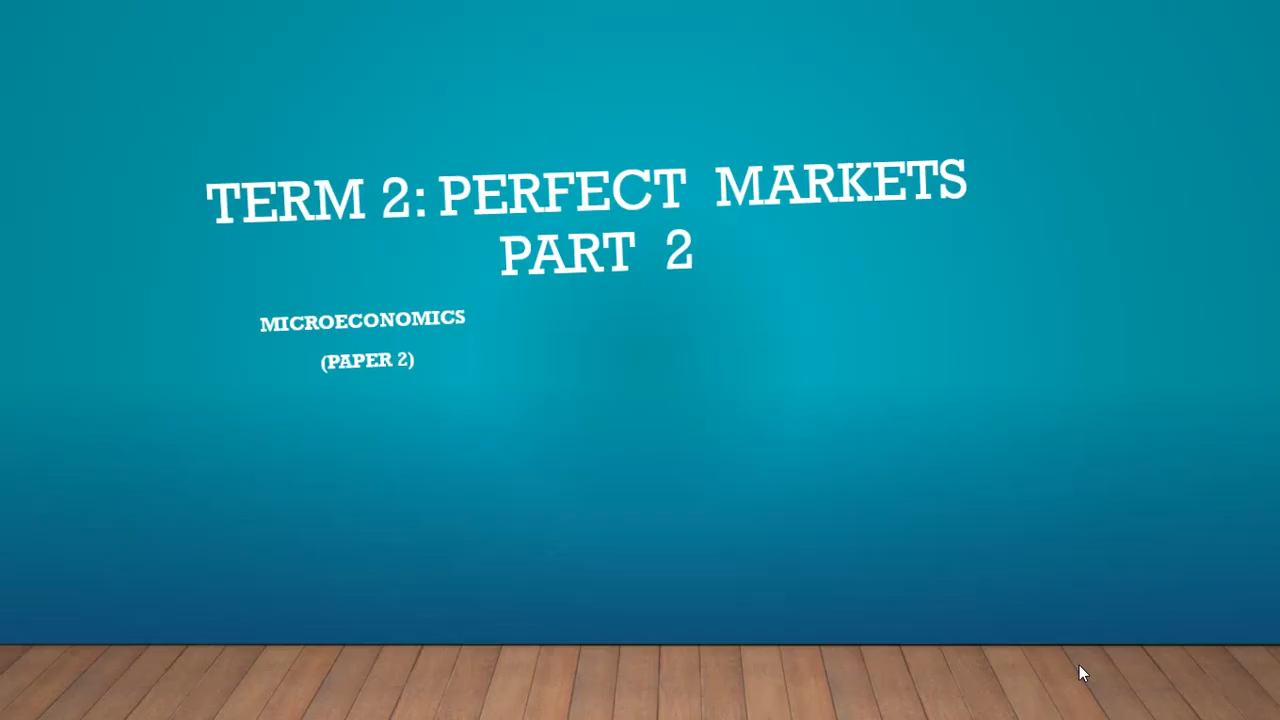 TERM 2: PERFECT MARKETS
PART 2
MICROECONOMICS
(PAPER 2)